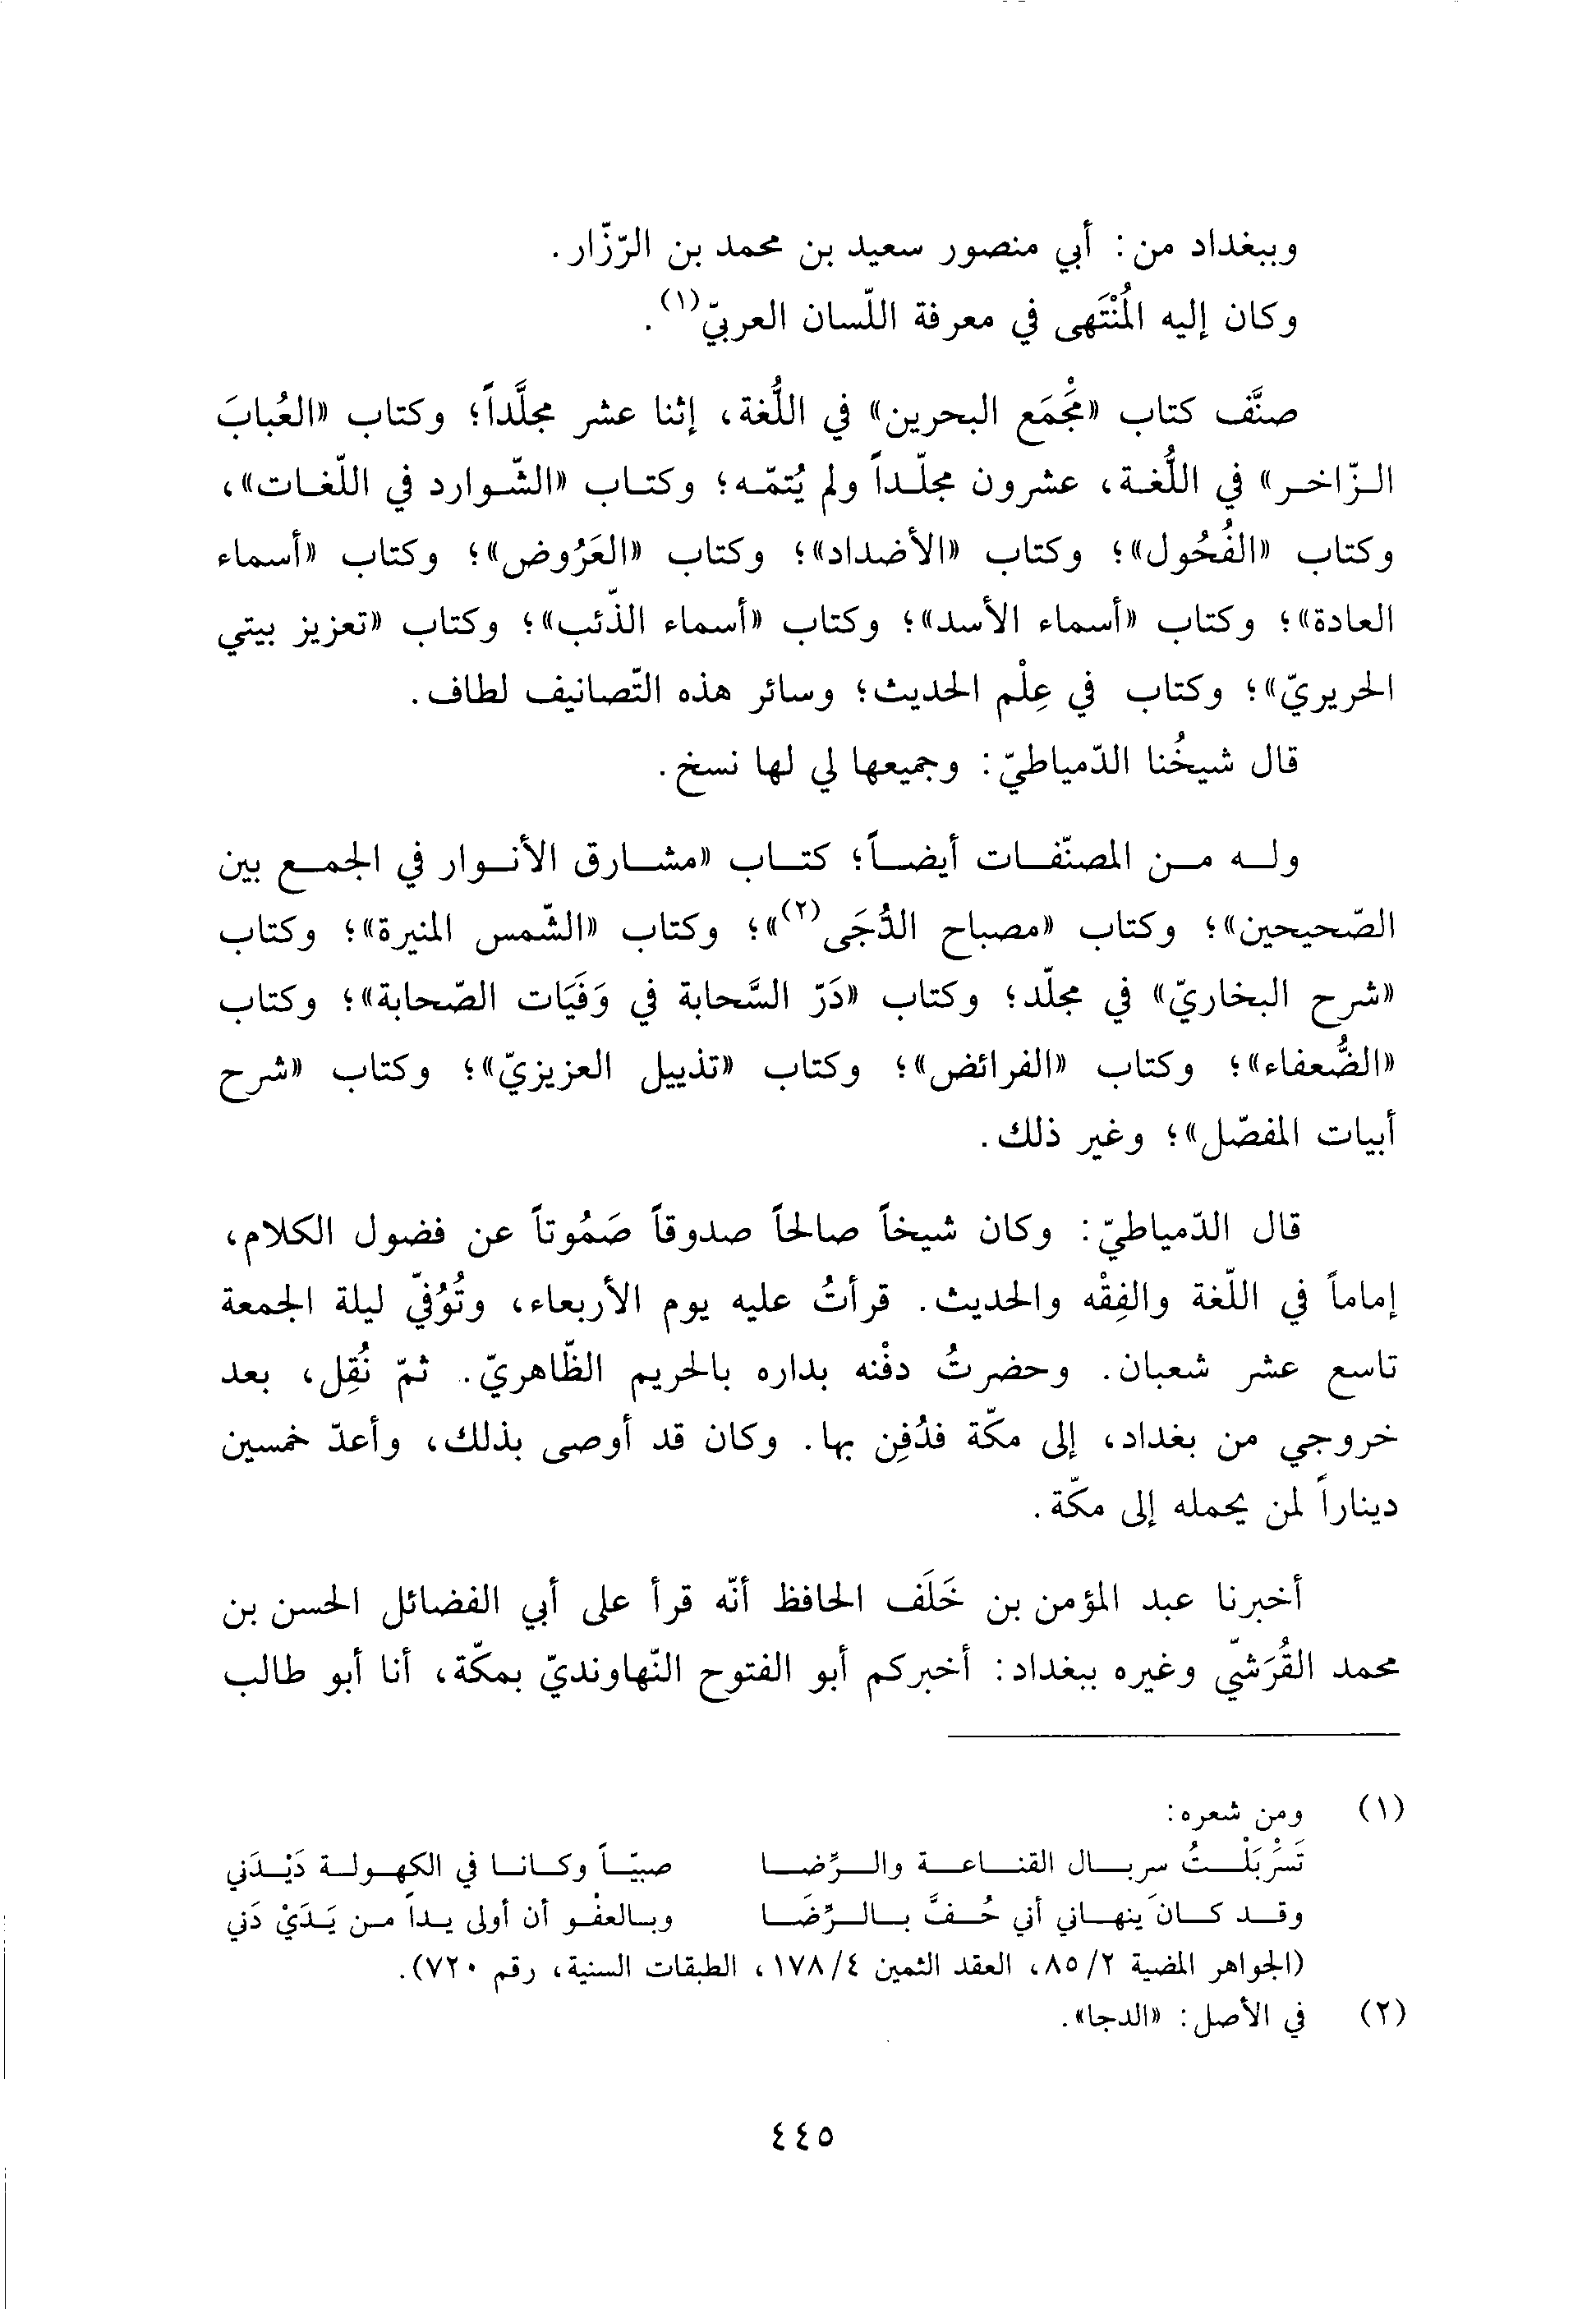 وببغداد من: أبي منصور سعيد بن محمد بن الرّزّار.
وكان إليه المُنْتَهى في معرفة اللّسان العربيّ(١).
صنَّف كتاب «مَجْمَع البحرين» في اللُّغة، إثنا عشر مجلَّداً؛ وكتاب «العُبابَ
الزّاخر» في اللُّغة، عشرون مجلّداً ولم يُتمّه؛ وكتاب «الشّوارد في اللّغات»،
وكتاب «الفُحُول»؛ وكتاب «الأضداد»؛ وكتاب «العَرُوض»؛ وكتاب «أسماء
العادة»؛ وكتاب «أسماء الأسد»؛ وكتاب «أسماء الذّئب»؛ وكتاب «تعزيز بيتي
الحريريّ»؛ وكتاب في عِلْم الحديث؛ وسائر هذه التّصانيف لطاف.
قال شيخُنا الدّمياطيّ: وجميعها لي لها نسخ.
وله من المصنّفات أيضاً؛ كتاب «مشارق الأنوار في الجمع بين
الصّحيحين»؛ وكتاب «مصباح الدُّجَى(٢)»؛ وكتاب «الشّمس المنيرة»؛ وكتاب
«شرح البخاريّ» في مجلّد؛ وكتاب «دَرّ السَّحابة في وَفَيَات الصّحابة»؛ وكتاب
«الضُّعفاء»؛ وكتاب «الفرائض»؛ وكتاب «تذييل العزيزيّ»؛ وكتاب «شرح
أبيات المفصّل»؛ وغير ذلك.
قال الدّمياطيّ: وكان شيخاً صالحاً صدوقاً صَمُوتاً عن فضول الكلام،
إماماً في اللّغة والفِقْه والحديث. قرأتُ عليه يوم الأربعاء، وتُوُفّي ليلة الجمعة
تاسع عشر شعبان. وحضرتُ دفْنه بداره بالحريم الظّاهريّ. ثمّ نُقِل، بعد
خروجي من بغداد، إلى مكّة فدُفِن بها. وكان قد أوصى بذلك، وأعدّ خمسين
ديناراً لمن يحمله إلى مكّة.
أخبرنا عبد المؤمن بن خَلَف الحافظ أنّه قرأ على أبي الفضائل الحسن بن
محمد القُرَشيّ وغيره ببغداد: أخبركم أبو الفتوح النّهاونديّ بمكّة، أنا أبو طالب
(١) ومن شعره:
تَسَرْبَلْتُ سربال القناعة والرِّضا صبيّاً وكانا في الكهولة دَيْدَني
وقد كان ينهاني أني حُفَّ بالرِّضَا وبالعفْو أن أولى يداً من يَدَيْ دَني
(الجواهر المضية ٨٥/٢، العقد الثمين ١٧٨/٤، الطبقات السنية، رقم ٧٢٠).
(٢) في الأصل: «الدجا».
٤٤٥